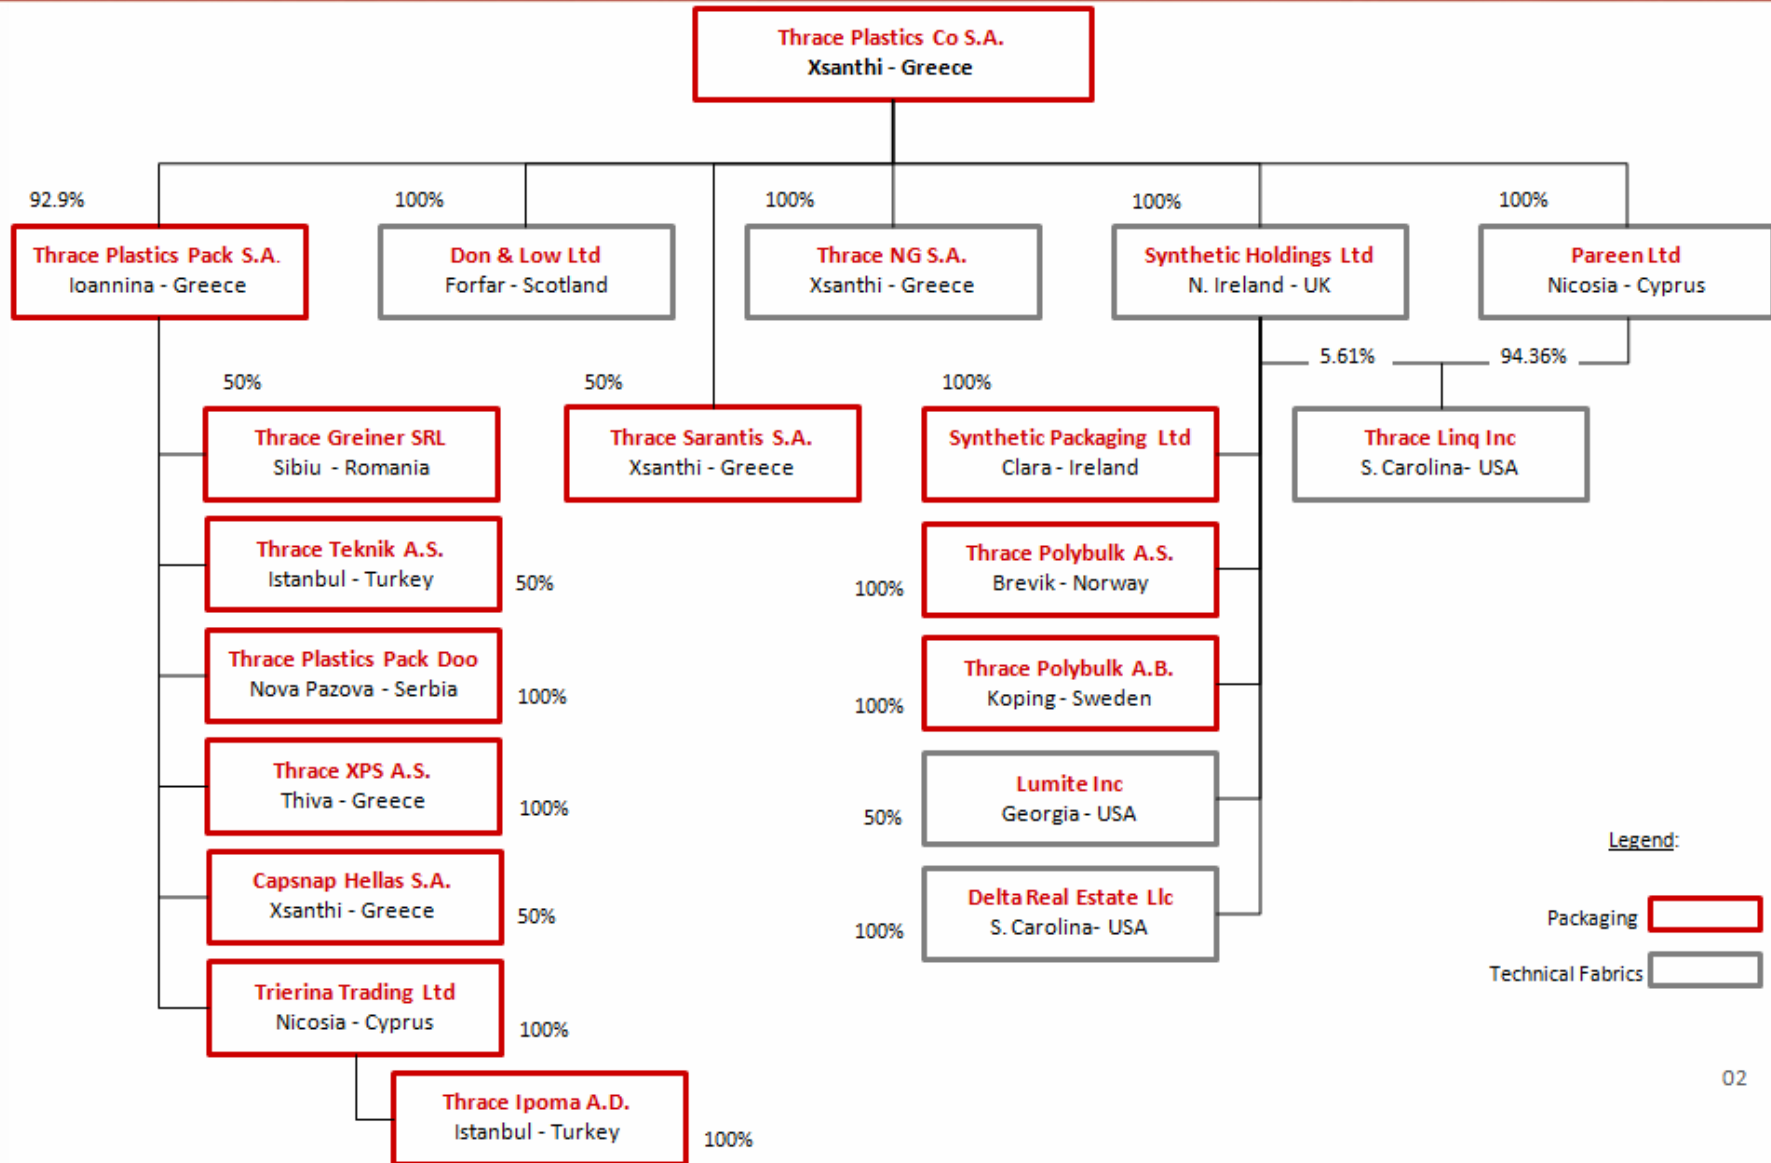 Thrace Plastics Co S.A.
Xsanthi - Greece
92.9%
100%
100%
100%
100%
Thrace Plastics Pack S.A.
Ioannina - Greece
Don & Low Ltd
Forfar - Scotland
Thrace NG S.A.
Xsanthi - Greece
Synthetic Holdings Ltd
N. Ireland - UK
Pareen Ltd
Nicosia - Cyprus
5.61%
94.36%
50%
50%
100%
Thrace Greiner SRL
Sibiu - Romania
Thrace Sarantis S.A.
Xsanthi - Greece
Synthetic Packaging Ltd
Clara - Ireland
Thrace Linq Inc
S. Carolina- USA
Thrace Teknik A.S.
Istanbul - Turkey
50%
Thrace Polybulk A.S.
Brevik - Norway
100%
Thrace Plastics Pack Doo
Nova Pazova - Serbia
100%
Thrace Polybulk A.B.
Koping - Sweden
100%
Thrace XPS A.S.
Thiva - Greece
100%
Lumite Inc
Georgia - USA
50%
Capsnap Hellas S.A.
Xsanthi - Greece
50%
Delta Real Estate Llc
S. Carolina- USA
100%
Legend:
Packaging
Technical Fabrics
Trierina Trading Ltd
Nicosia - Cyprus
100%
Thrace Ipoma A.D.
Istanbul - Turkey
100%
02